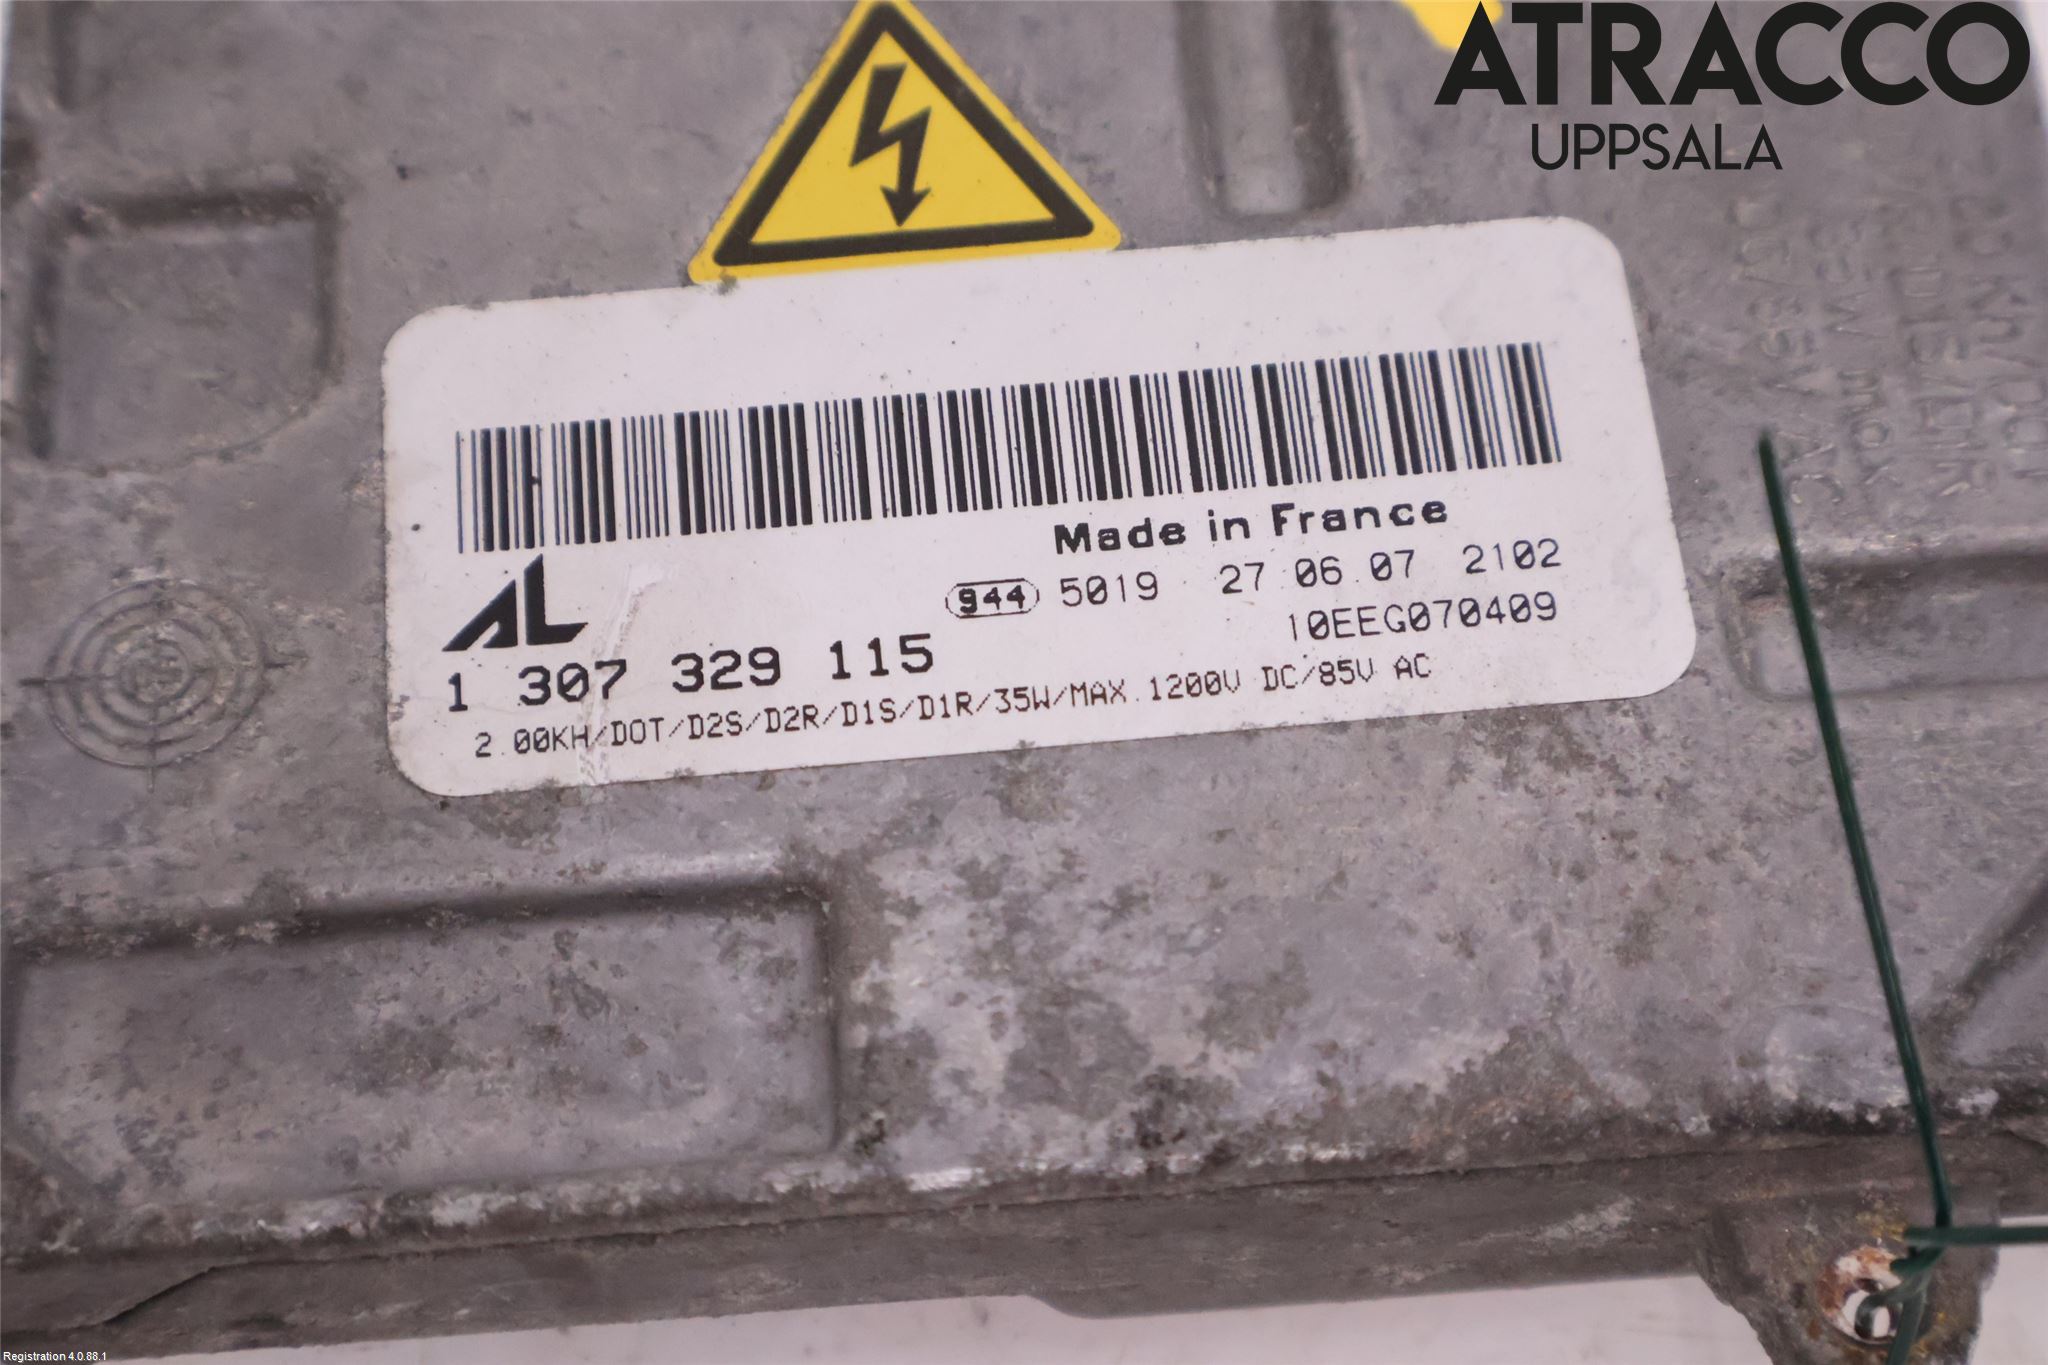 ATRACCO
UPPSALA
Made in France
944 5019 27 06 07 2102
AL
10EEG070409
1 307 329 115
2.00KH/DOT/D2S/D2R/D1S/D1R/35W/MAX.1200V DC/85V AC
Registration 4.0.88.1